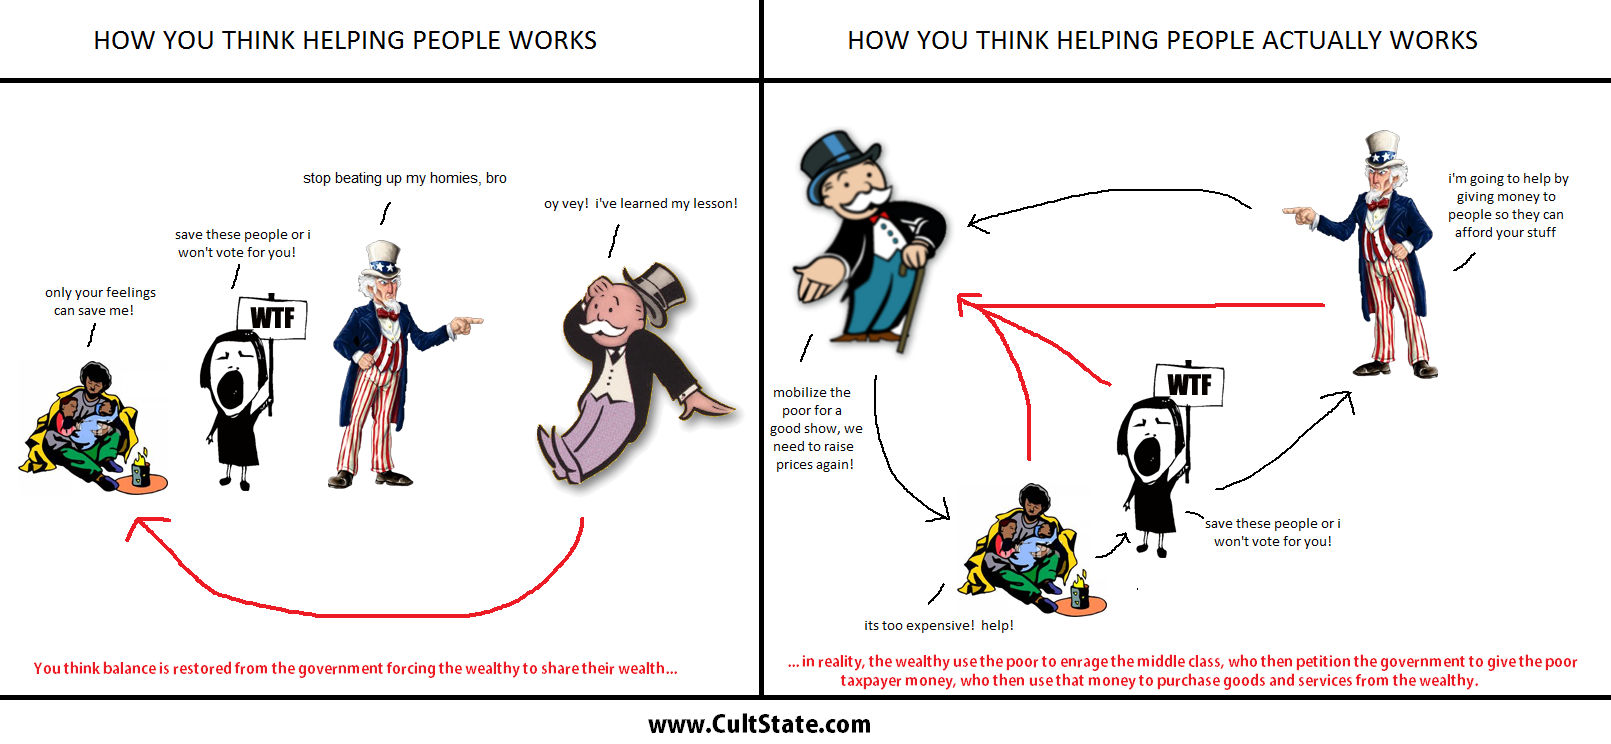 HOW YOU THINK HELPING PEOPLE WORKS
HOW YOU THINK HELPING PEOPLE ACTUALLY WORKS
stop beating up my homies, bro
oy vey! i've learned my lesson!
save these people or i
won't vote for you!
only your feelings
can save me!
WTF
You think balance is restored from the government forcing the wealthy to share their wealth...
i'm going to help by
giving money to
people so they can
afford your stuff
mobilize the
poor for a
good show, we
need to raise
prices again!
WTF
save these people or i
won't vote for you!
its too expensive! help!
... in reality, the wealthy use the poor to enrage the middle class, who then petition the government to give the poor
taxpayer money, who then use that money to purchase goods and services from the wealthy.
www.CultState.com